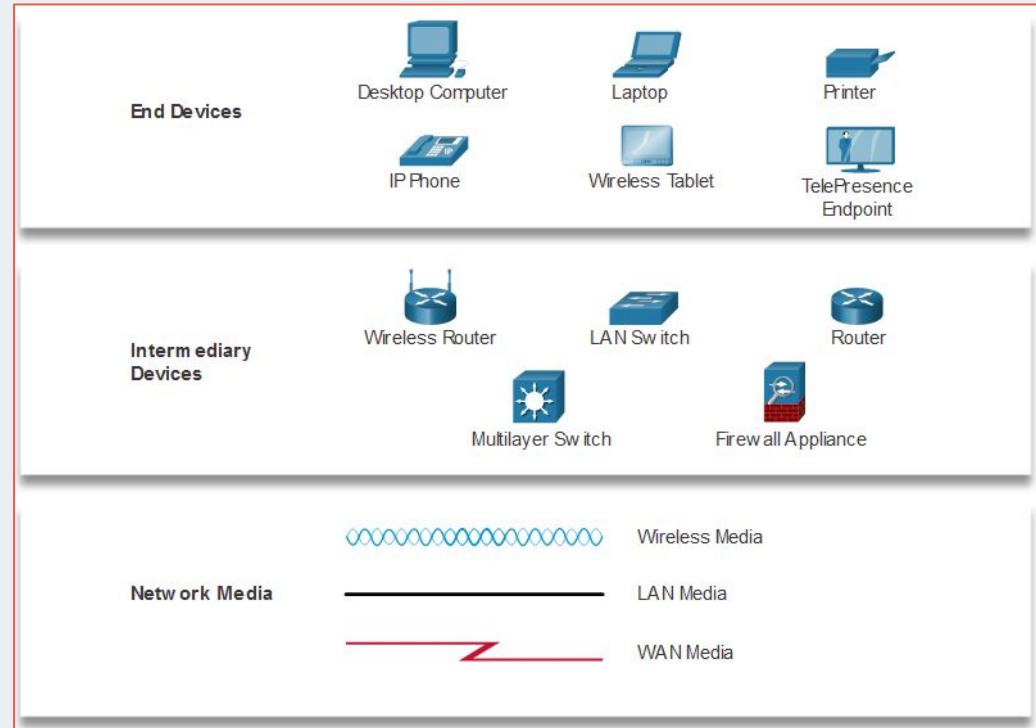 Desktop Computer
Laptop
Printer
End Devices
IP Phone
Wireless Tablet
TelePresence
Endpoint
Wireless Router
LAN Switch
Router
Intermediary
Devices
Multilayer Switch
Firewall Appliance
Wireless Media
Network Media
LAN Media
WAN Media